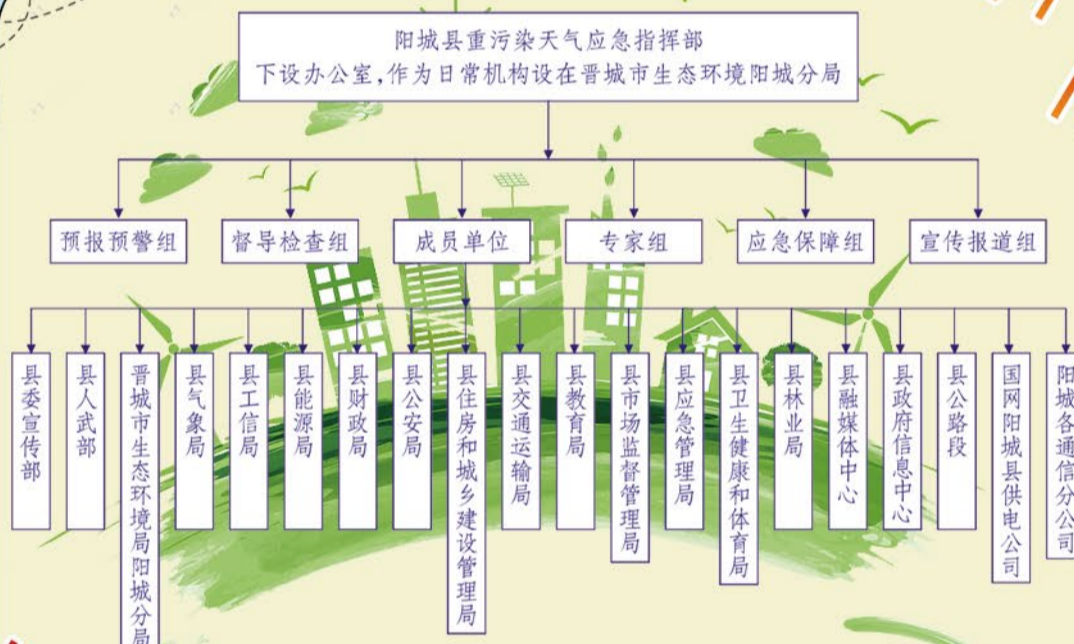 阳城县重污染天气应急指挥部
下设办公室,作为日常机构设在晋城市生态环境阳城分局
预报预警组
督导检查组
成员单位
专家组
应急保障组
宣传报道组
县委宣传部
县人武部
晋城市生态环境局阳城分局
县气象局
县工信局
县能源局
县财政局
县公安局
县住房和城乡建设管理局
县交通运输局
县教育局
县市场监督管理局
县应急管理局
县卫生健康和体育局
县林业局
县融媒体中心
县政府信息中心
县公路段
国网阳城县供电公司
阳城各通信分公司